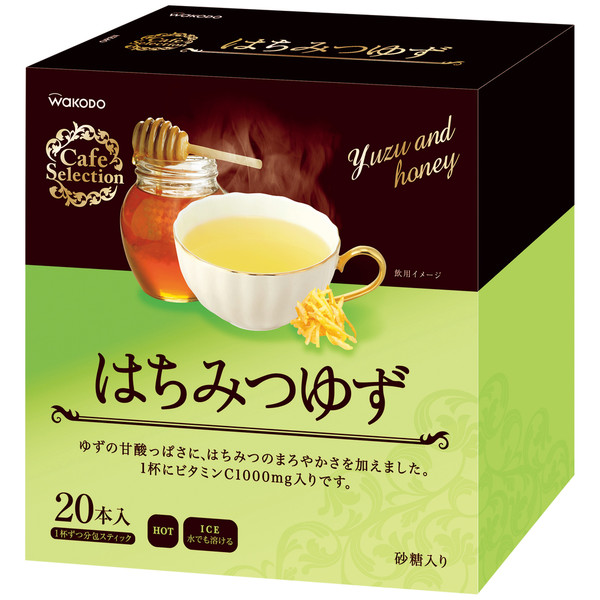 WAKODO
Cafe
Selection
はちみつゆず
WAKODO
Cafe
Selection
Yuzu and
honey
飲用イメージ
はちみつゆず
ゆずの甘酸っぱさに、はちみつのまろやかさを加えました。
1杯にビタミンC1000mg入りです。
20本入
1杯ずつ分包スティック
HOT
ICE
水でも溶ける
砂糖入り